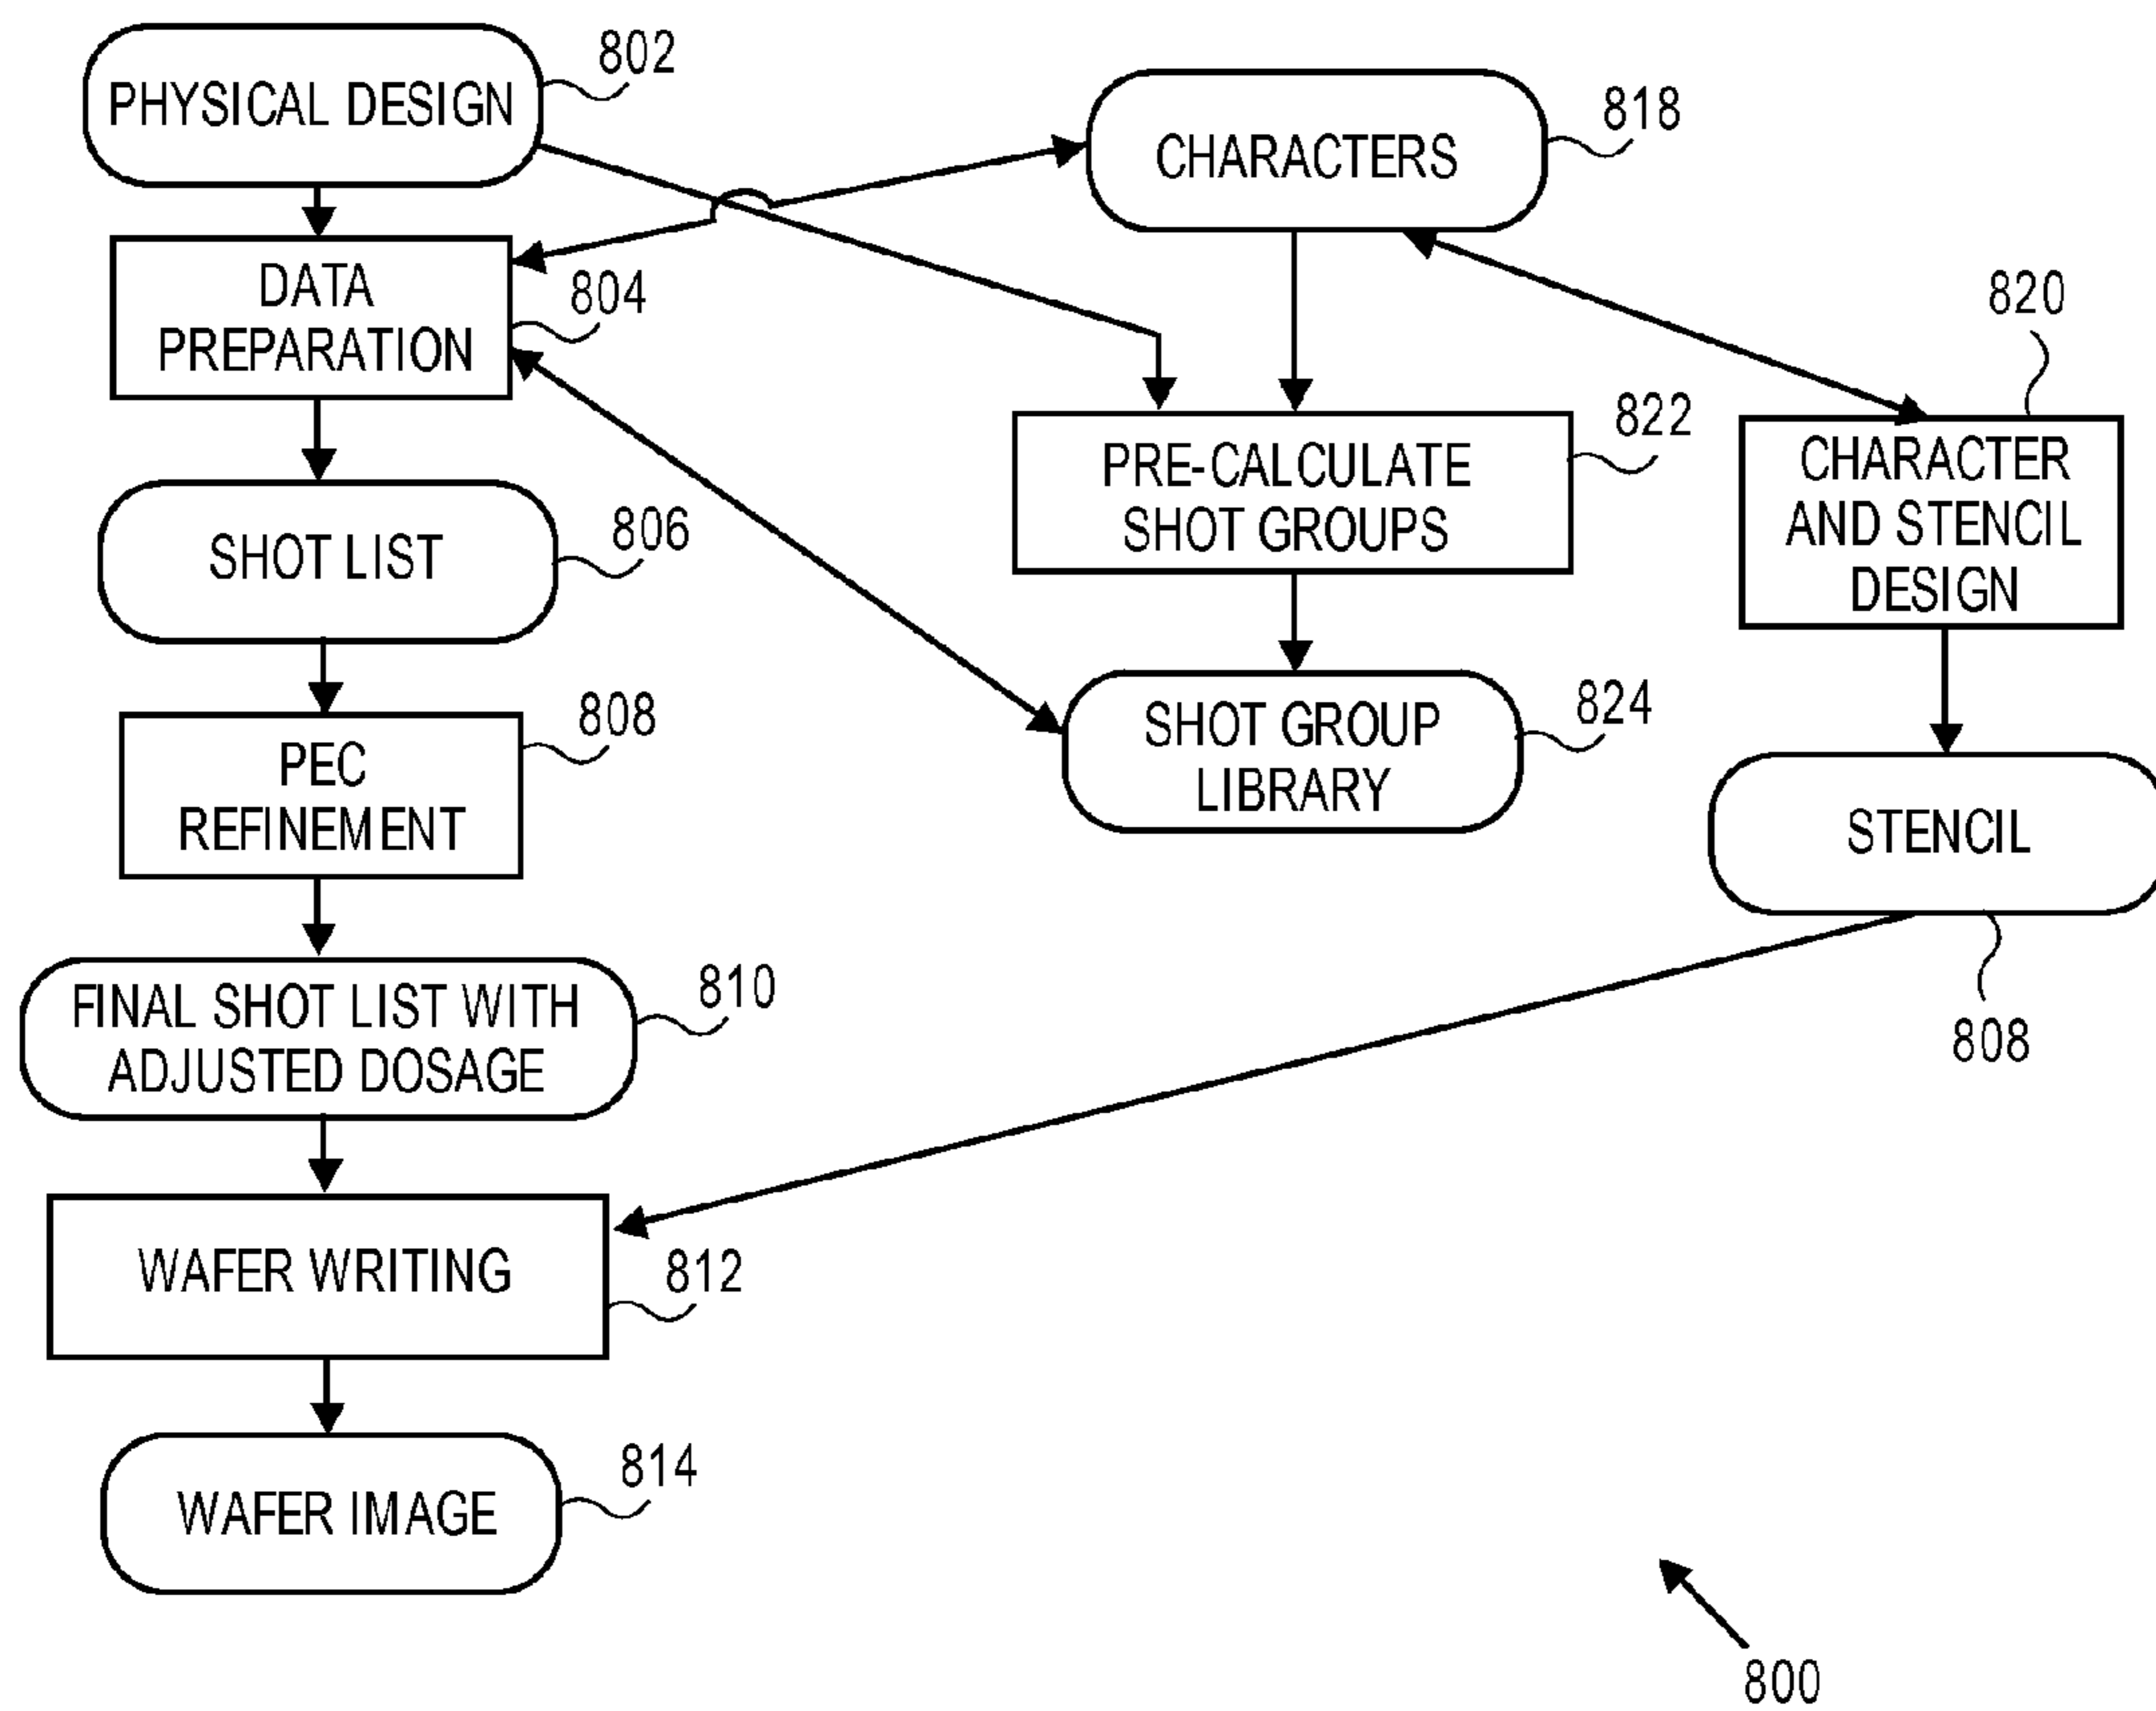 PHYSICAL DESIGN
802
DATA
PREPARATION
804
SHOT LIST
806
PEC
REFINEMENT
808
FINAL SHOT LIST WITH
ADJUSTED DOSAGE
810
WAFER WRITING
812
WAFER IMAGE
814
CHARACTERS
818
PRE-CALCULATE
SHOT GROUPS
822
SHOT GROUP
LIBRARY
824
820
CHARACTER
AND STENCIL
DESIGN
STENCIL
808
800